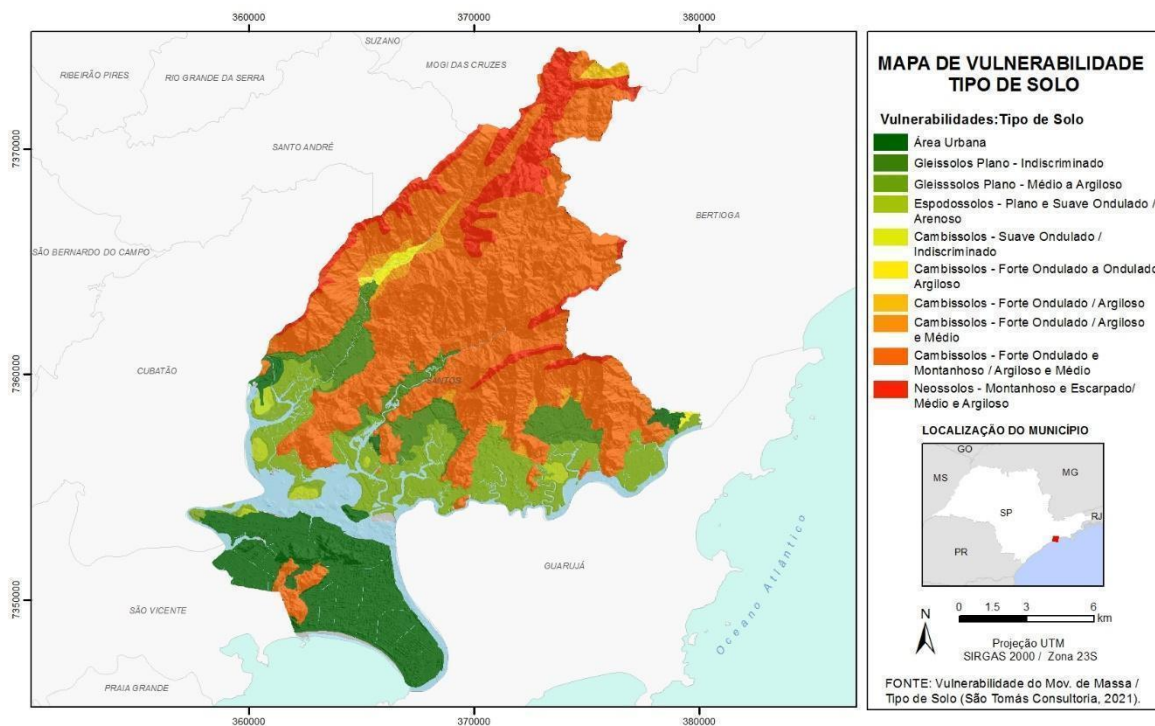 360000
370000
380000
SUZANO
MOGI DAS CRUZES
RIBEIRÃO PIRES
RIO GRANDE DA SERRA
7370000
SANTO ANDRÉ
BERTIOGA
SÃO BERNARDO DO CAMPO
7360000
CUBATÃO
SANTOS
GUARUJÁ
Oceano Atlântico
7350000
SÃO VICENTE
PRAIA GRANDE
360000
370000
380000
MAPA DE VULNERABILIDADE
TIPO DE SOLO
Vulnerabilidades:Tipo de Solo
Área Urbana
Gleissolos Plano - Indiscriminado
Gleisssolos Plano - Médio a Argiloso
Espodossolos - Plano e Suave Ondulado /
Arenoso
Cambissolos - Suave Ondulado /
Indiscriminado
Cambissolos - Forte Ondulado a Ondulado
Argiloso
Cambissolos - Forte Ondulado / Argiloso
Cambissolos - Forte Ondulado / Argiloso
e Médio
Cambissolos - Forte Ondulado e
Montanhoso / Argiloso e Médio
Neossolos - Montanhoso e Escarpado/
Médio e Argiloso
LOCALIZAÇÃO DO MUNICÍPIO
GO
MS
MG
SP
RJ
PR
N
0 1.5 3 6
km
Projeção UTM
SIRGAS 2000 / Zona 23S
FONTE: Vulnerabilidade do Mov. de Massa /
Tipo de Solo (São Tomás Consultoria, 2021).